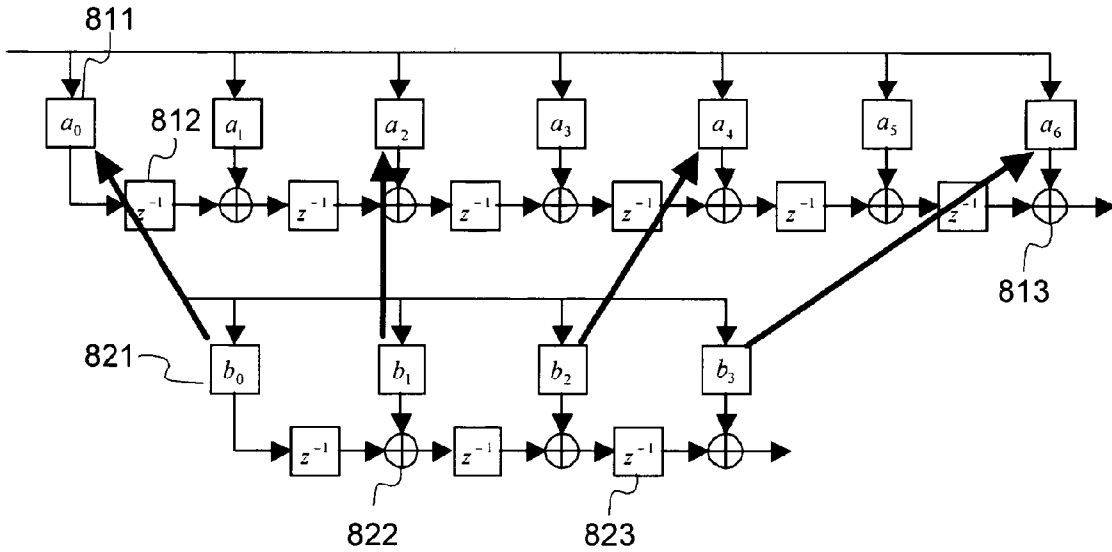 811
a₀ a₁ a₂ a₃ a₄ a₅ a₆
812
z⁻¹ z⁻¹ z⁻¹ z⁻¹ z⁻¹ z⁻¹
813
821
b₀ b₁ b₂ b₃
z⁻¹ z⁻¹ z⁻¹
822 823